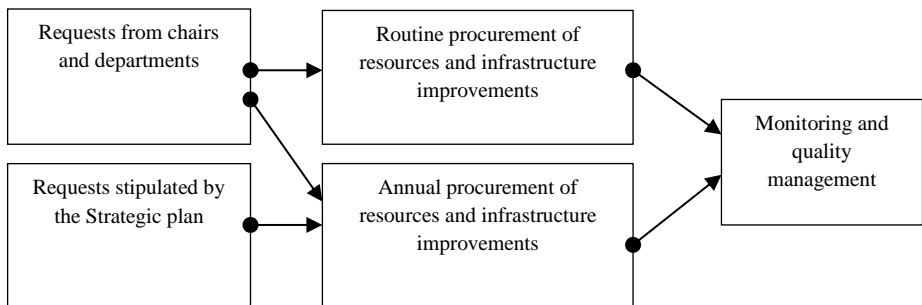 Requests from chairs
and departments
Routine procurement of
resources and infrastructure
improvements
Monitoring and
quality
management
Requests stipulated by
the Strategic plan
Annual procurement of
resources and infrastructure
improvements